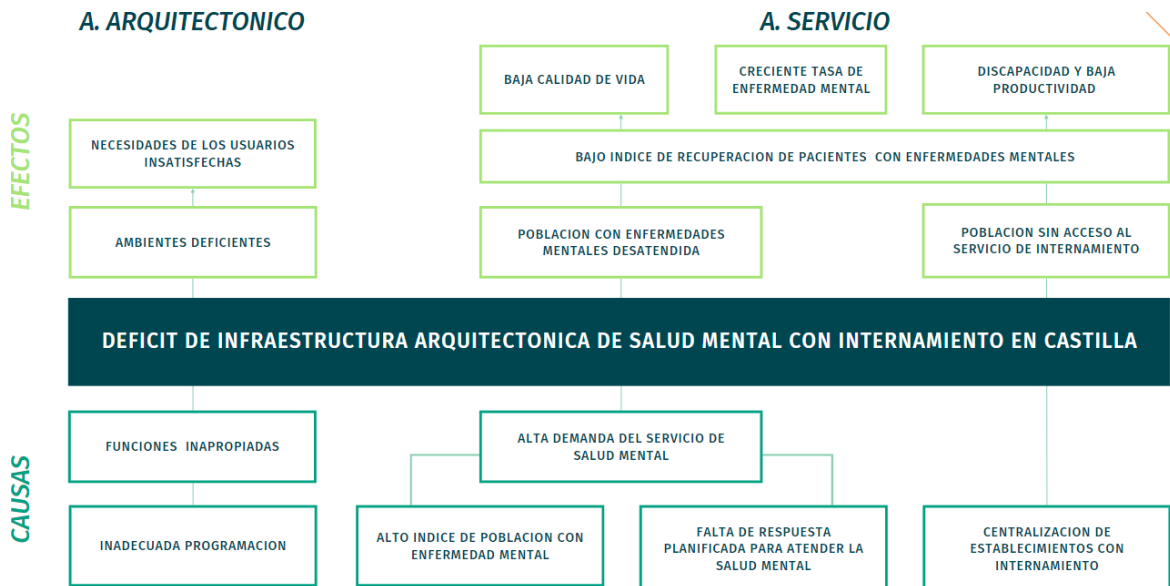 A. ARQUITECTONICO
A. SERVICIO
EFECTOS
BAJA CALIDAD DE VIDA
CRECIENTE TASA DE
ENFERMEDAD MENTAL
DISCAPACIDAD Y BAJA
PRODUCTIVIDAD
NECESIDADES DE LOS USUARIOS
INSATISFECHAS
BAJO INDICE DE RECUPERACION DE PACIENTES CON ENFERMEDADES MENTALES
AMBIENTES DEFICIENTES
POBLACION CON ENFERMEDADES
MENTALES DESATENDIDA
POBLACION SIN ACCESO AL
SERVICIO DE INTERNAMIENTO
DEFICIT DE INFRAESTRUCTURA ARQUITECTONICA DE SALUD MENTAL CON INTERNAMIENTO EN CASTILLA
CAUSAS
FUNCIONES INAPROPIADAS
ALTA DEMANDA DEL SERVICIO DE
SALUD MENTAL
INADECUADA PROGRAMACION
ALTO INDICE DE POBLACION CON
ENFERMEDAD MENTAL
FALTA DE RESPUESTA
PLANIFICADA PARA ATENDER LA
SALUD MENTAL
CENTRALIZACION DE
ESTABLECIMIENTOS CON
INTERNAMIENTO